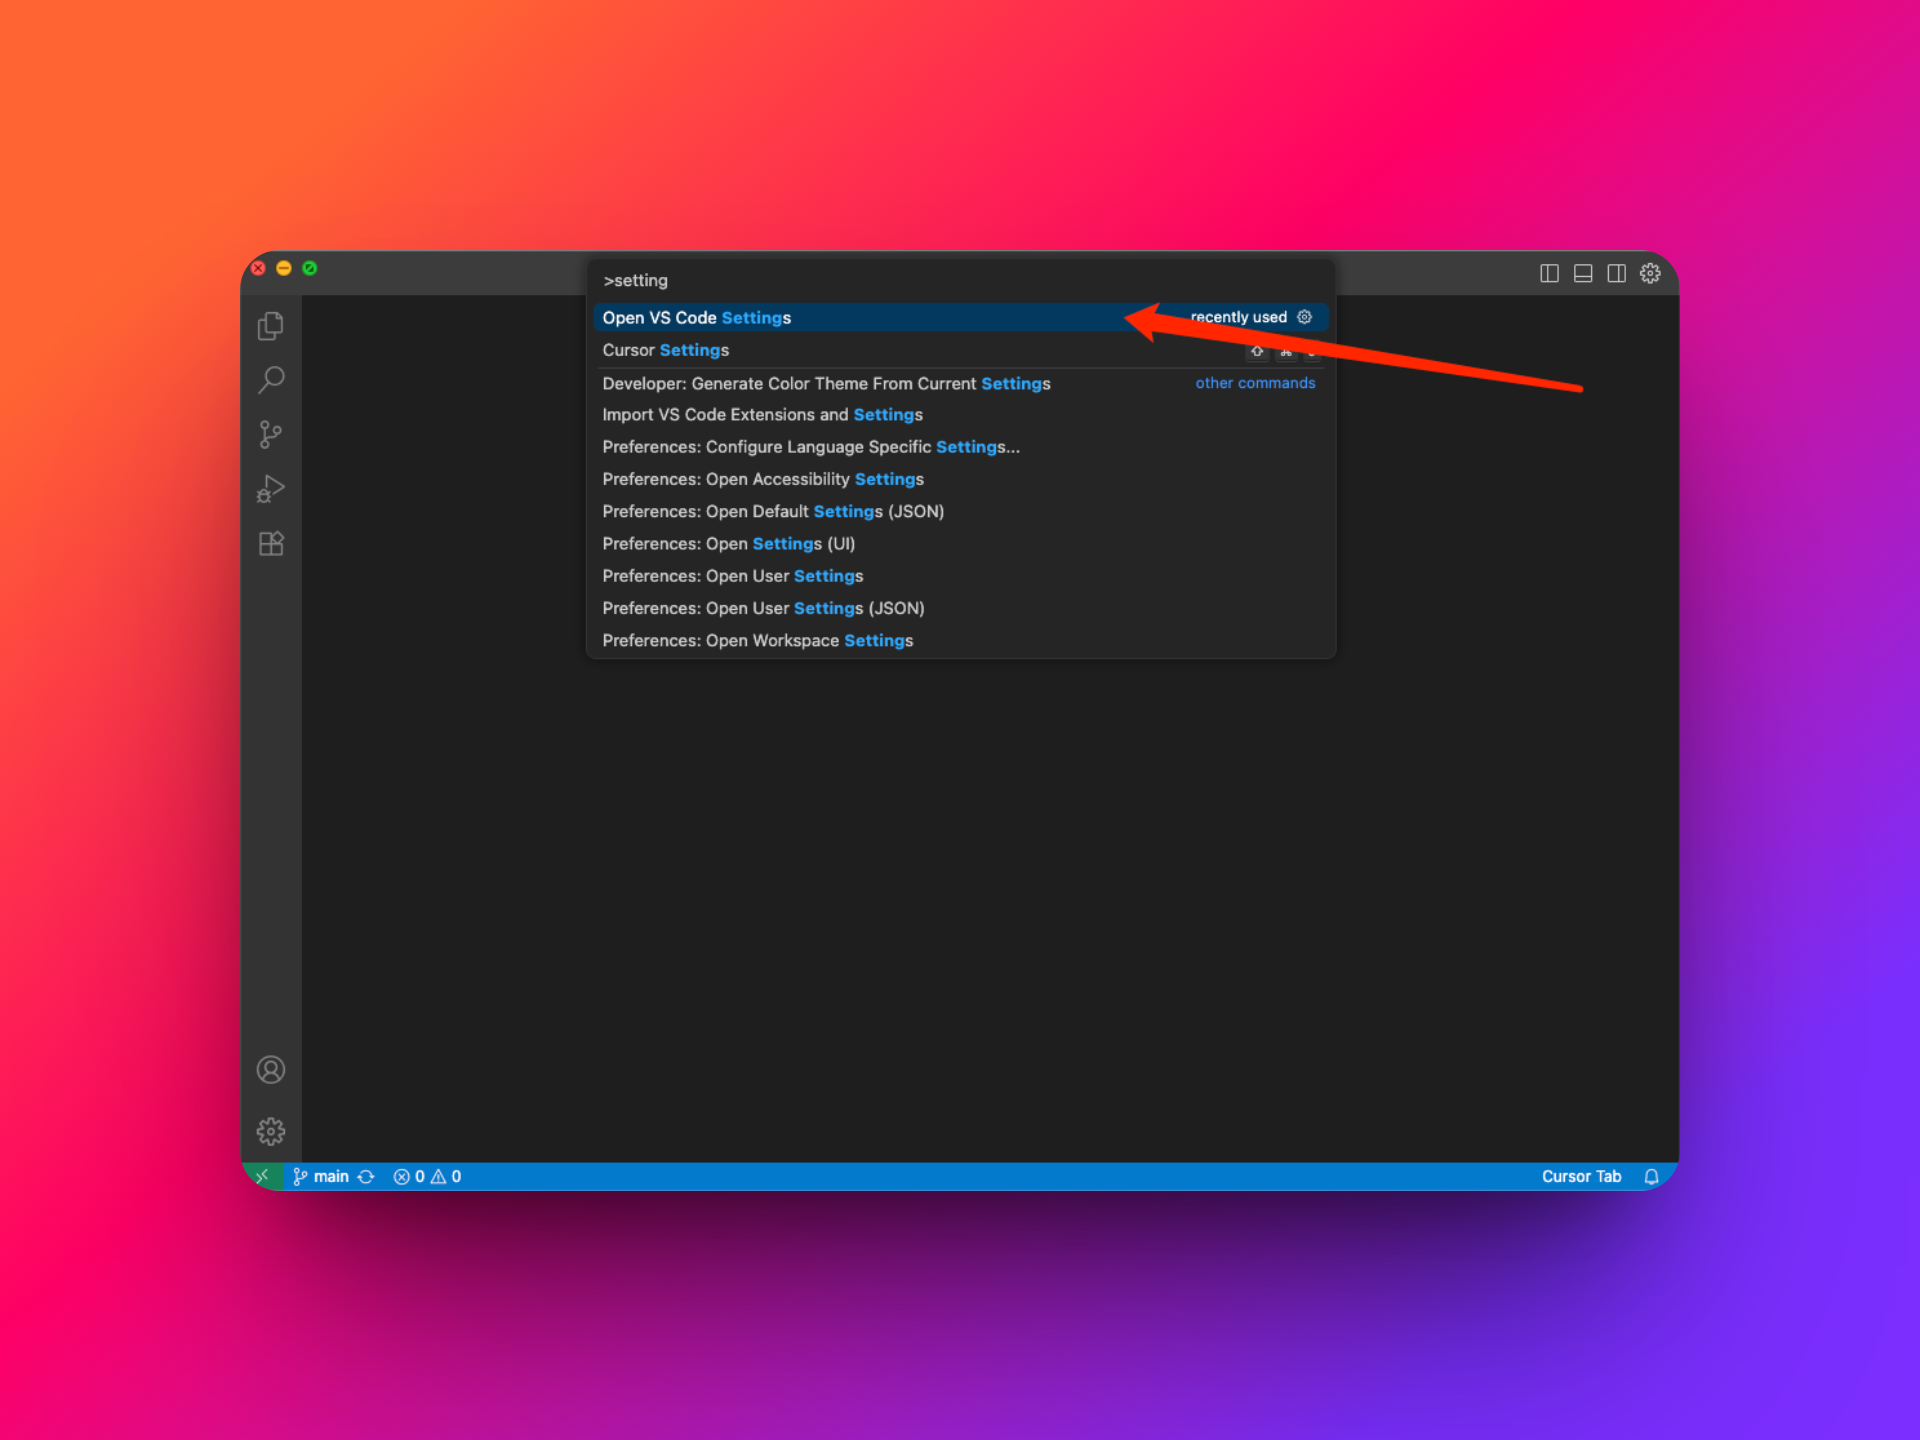 >setting
Open VS Code Settings recently used
Cursor Settings
Developer: Generate Color Theme From Current Settings other commands
Import VS Code Extensions and Settings
Preferences: Configure Language Specific Settings...
Preferences: Open Accessibility Settings
Preferences: Open Default Settings (JSON)
Preferences: Open Settings (UI)
Preferences: Open User Settings
Preferences: Open User Settings (JSON)
Preferences: Open Workspace Settings
main 0 0 Cursor Tab